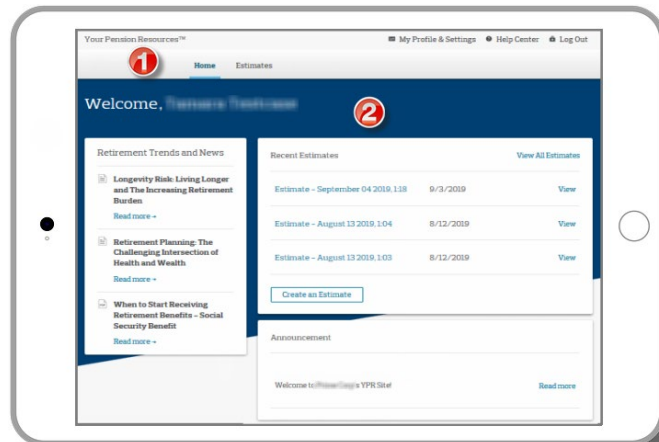 Your Pension Resources™
My Profile & Settings
Help Center
Log Out
1
Home
Estimates
Welcome,
2
Retirement Trends and News
Longevity Risk: Living Longer
and The Increasing Retirement
Burden
Read more →
Retirement Planning: The
Challenging Intersection of
Health and Wealth
Read more →
When to Start Receiving
Retirement Benefits – Social
Security Benefit
Read more →
Recent Estimates
View All Estimates
Estimate – September 04 2019, 1:18 9/3/2019 View
Estimate – August 13 2019, 1:04 8/12/2019 View
Estimate – August 13 2019, 1:03 8/12/2019 View
Create an Estimate
Announcement
Welcome to 's YPR Site! Read more